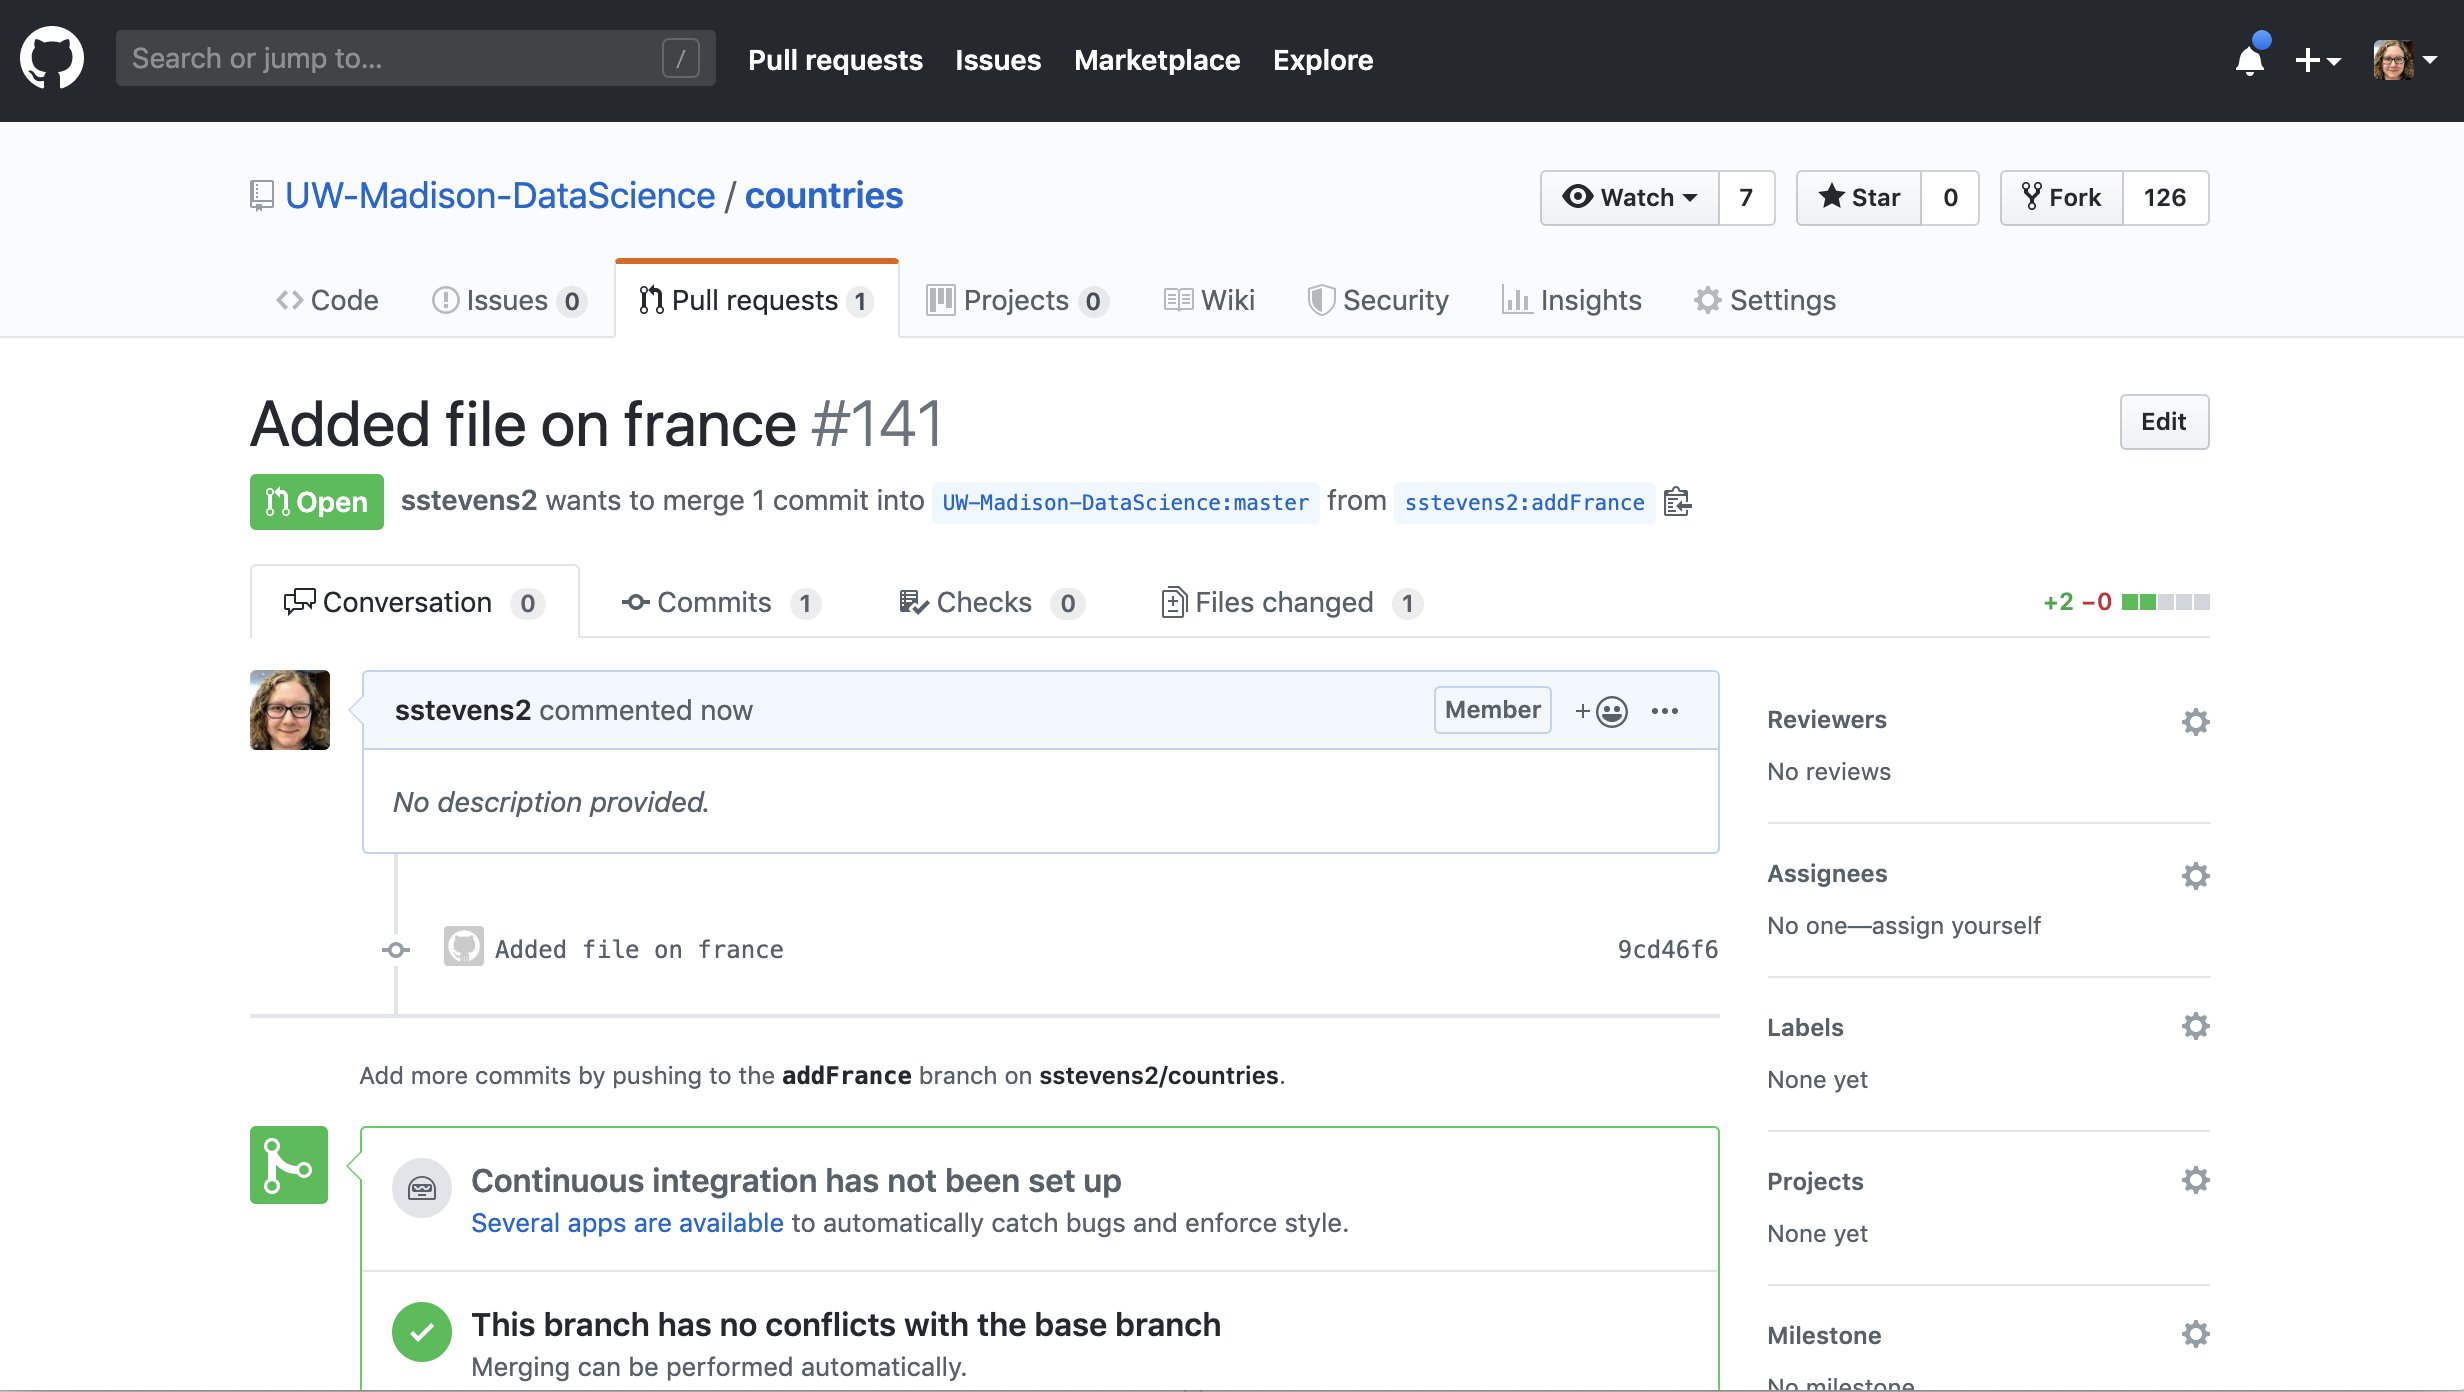 Search or jump to... /
Pull requests Issues Marketplace Explore
UW-Madison-DataScience / countries
Watch 7 Star 0 Fork 126
Code Issues 0 Pull requests 1 Projects 0 Wiki Security Insights Settings
Added file on france #141
Edit
Open sstevens2 wants to merge 1 commit into UW-Madison-DataScience:master from sstevens2:addFrance
Conversation 0 Commits 1 Checks 0 Files changed 1
+2 −0
sstevens2 commented now
Member
No description provided.
Added file on france 9cd46f6
Add more commits by pushing to the addFrance branch on sstevens2/countries.
Continuous integration has not been set up
Several apps are available to automatically catch bugs and enforce style.
This branch has no conflicts with the base branch
Merging can be performed automatically.
Reviewers
No reviews
Assignees
No one—assign yourself
Labels
None yet
Projects
None yet
Milestone
No milestone